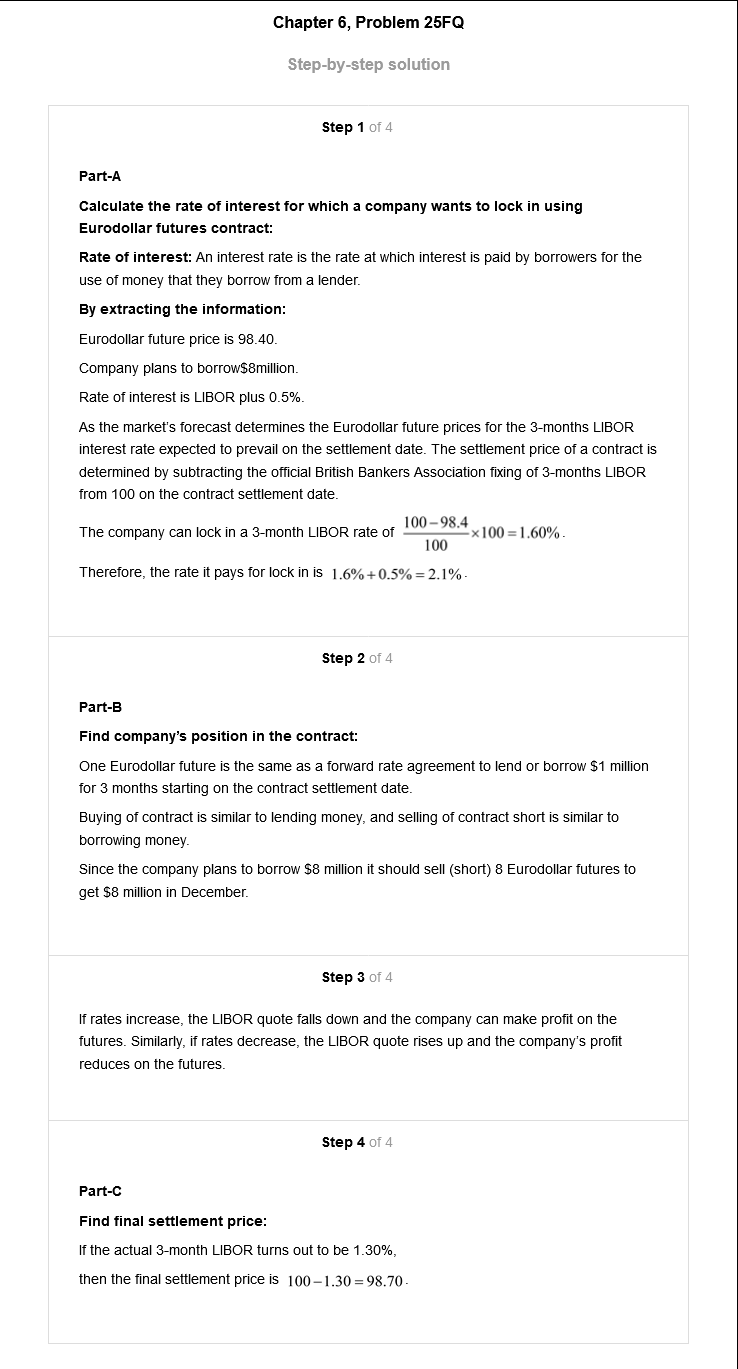 Chapter 6, Problem 25FQ
Step-by-step solution
Step 1 of 4
Part-A
Calculate the rate of interest for which a company wants to lock in using
Eurodollar futures contract:
Rate of interest: An interest rate is the rate at which interest is paid by borrowers for the
use of money that they borrow from a lender.
By extracting the information:
Eurodollar future price is 98.40.
Company plans to borrow$8million.
Rate of interest is LIBOR plus 0.5%.
As the market's forecast determines the Eurodollar future prices for the 3-months LIBOR
interest rate expected to prevail on the settlement date. The settlement price of a contract is
determined by subtracting the official British Bankers Association fixing of 3-months LIBOR
from 100 on the contract settlement date.
The company can lock in a 3-month LIBOR rate of 100−98.4/100 ×100=1.60%.
Therefore, the rate it pays for lock in is 1.6%+0.5%=2.1%.
Step 2 of 4
Part-B
Find company's position in the contract:
One Eurodollar future is the same as a forward rate agreement to lend or borrow $1 million
for 3 months starting on the contract settlement date.
Buying of contract is similar to lending money, and selling of contract short is similar to
borrowing money.
Since the company plans to borrow $8 million it should sell (short) 8 Eurodollar futures to
get $8 million in December.
Step 3 of 4
If rates increase, the LIBOR quote falls down and the company can make profit on the
futures. Similarly, if rates decrease, the LIBOR quote rises up and the company's profit
reduces on the futures.
Step 4 of 4
Part-C
Find final settlement price:
If the actual 3-month LIBOR turns out to be 1.30%,
then the final settlement price is 100−1.30=98.70.